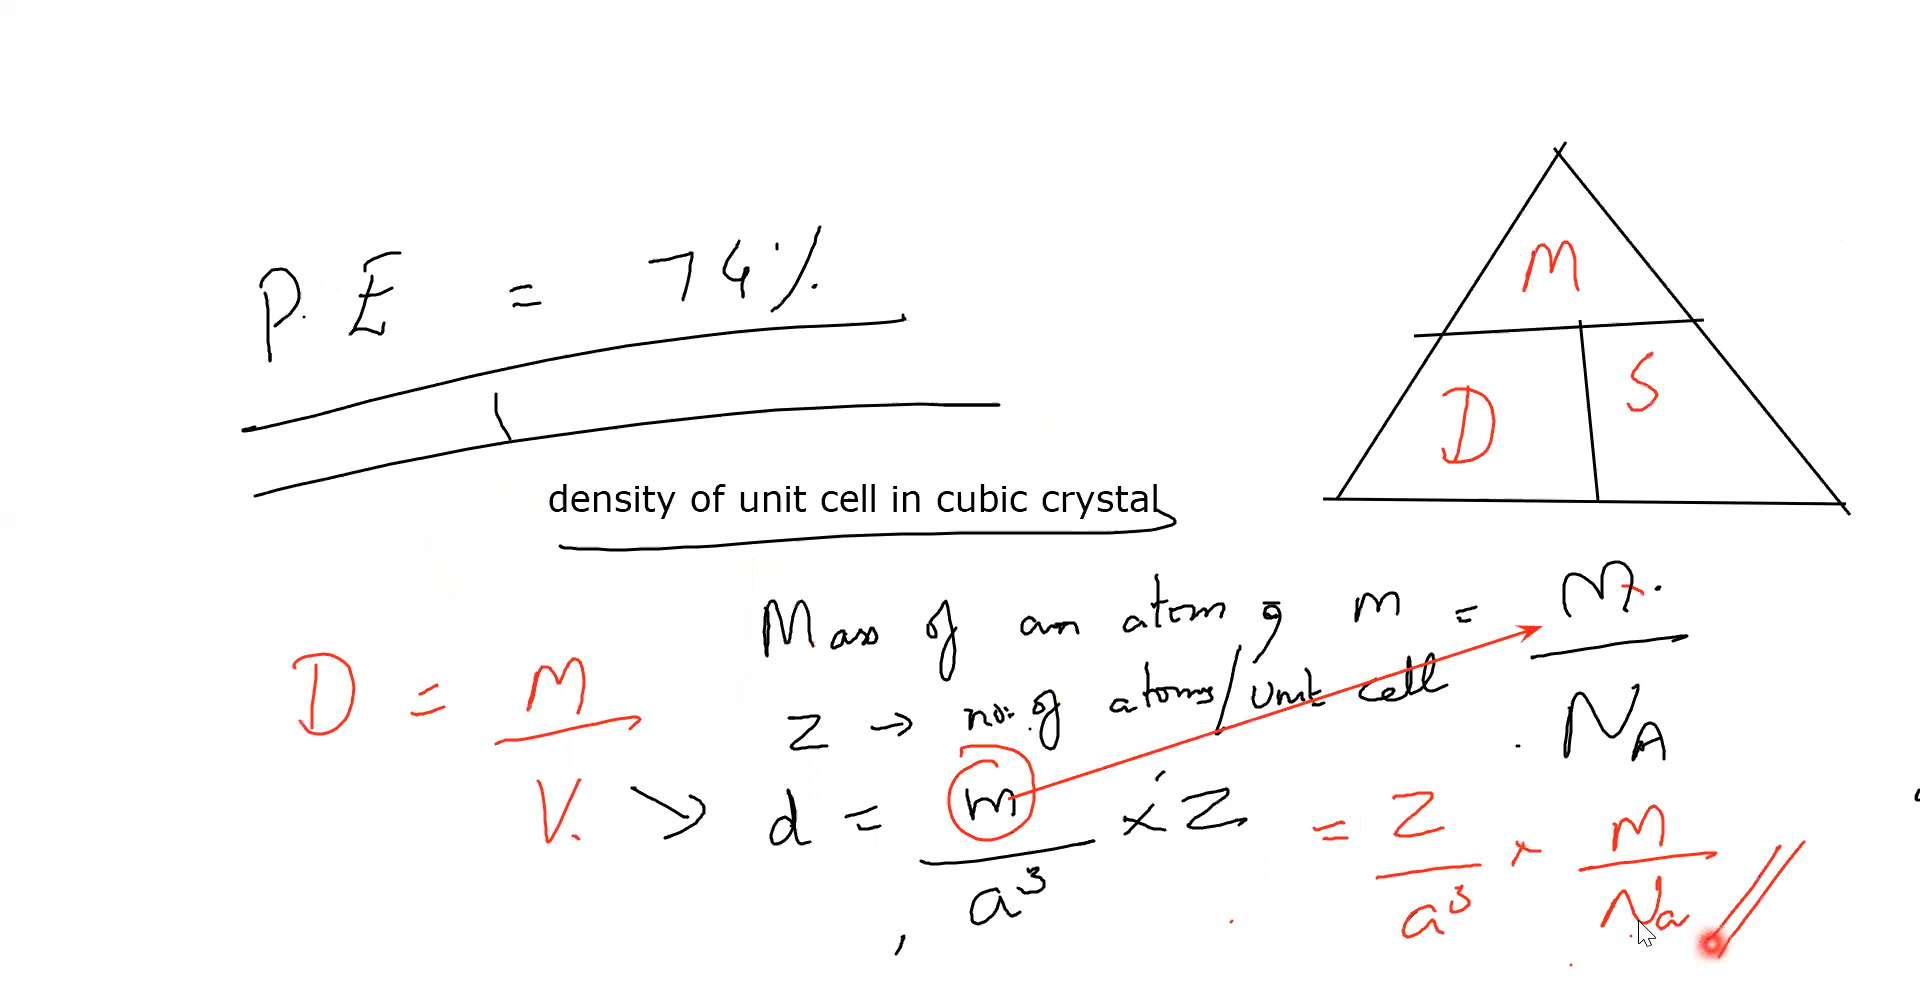 P. E = 74%
M
D S
density of unit cell in cubic crystal
Mass of an atom, m = M.
N_A
Z → no: of atoms/unit cell
D = M
V.
d = m × Z = Z × M
a³ a³ Na